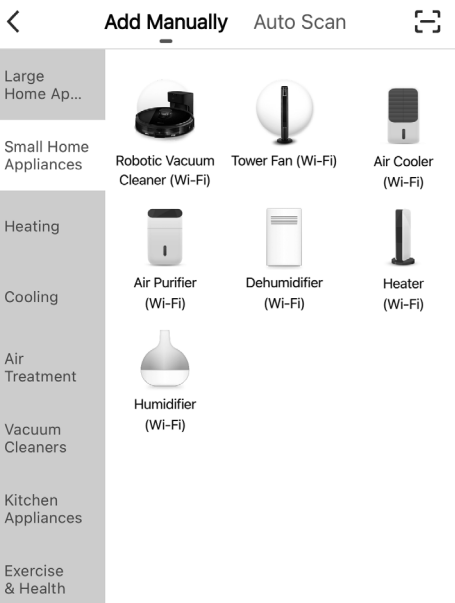 Add Manually Auto Scan
Large
Home Ap...
Small Home
Appliances
Heating
Cooling
Air
Treatment
Vacuum
Cleaners
Kitchen
Appliances
Exercise
& Health
Robotic Vacuum
Cleaner (Wi-Fi)
Tower Fan (Wi-Fi)
Air Cooler
(Wi-Fi)
Air Purifier
(Wi-Fi)
Dehumidifier
(Wi-Fi)
Heater
(Wi-Fi)
Humidifier
(Wi-Fi)